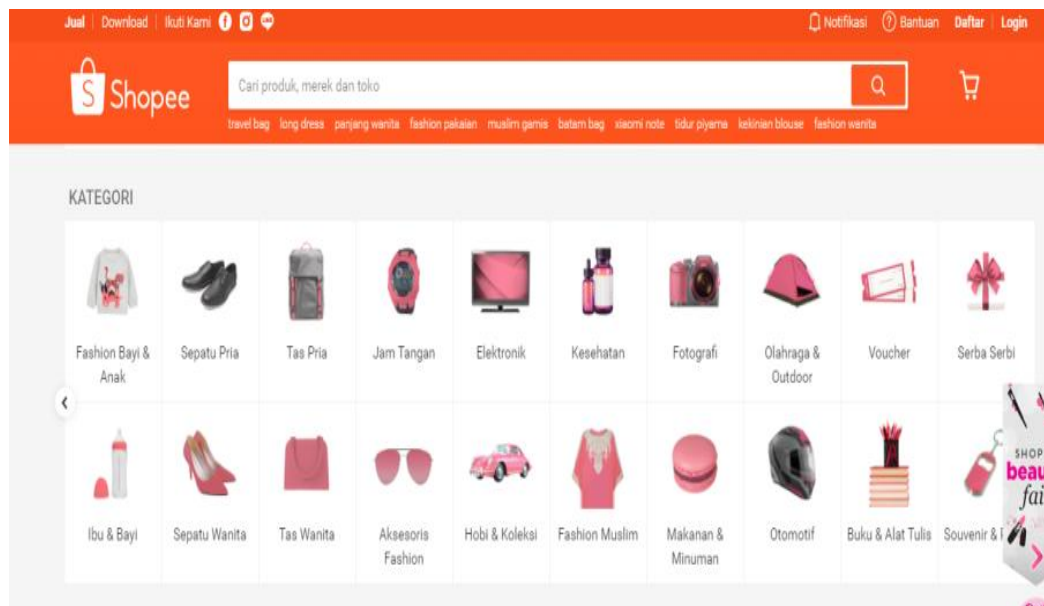 Jual Download Ikuti Kami Notifikasi Bantuan Daftar Login
Shopee
Cari produk, merek dan toko
travel bag long dress panjang wanita fashion pakaian muslim gamis batam bag xiaomi note tidur piyama kekinian blouse fashion wanita
KATEGORI
Fashion Bayi & Anak
Sepatu Pria
Tas Pria
Jam Tangan
Elektronik
Kesehatan
Fotografi
Olahraga & Outdoor
Voucher
Serba Serbi
Ibu & Bayi
Sepatu Wanita
Tas Wanita
Aksesoris Fashion
Hobi & Koleksi
Fashion Muslim
Makanan & Minuman
Otomotif
Buku & Alat Tulis
Souvenir &
SHOP
beau
fai